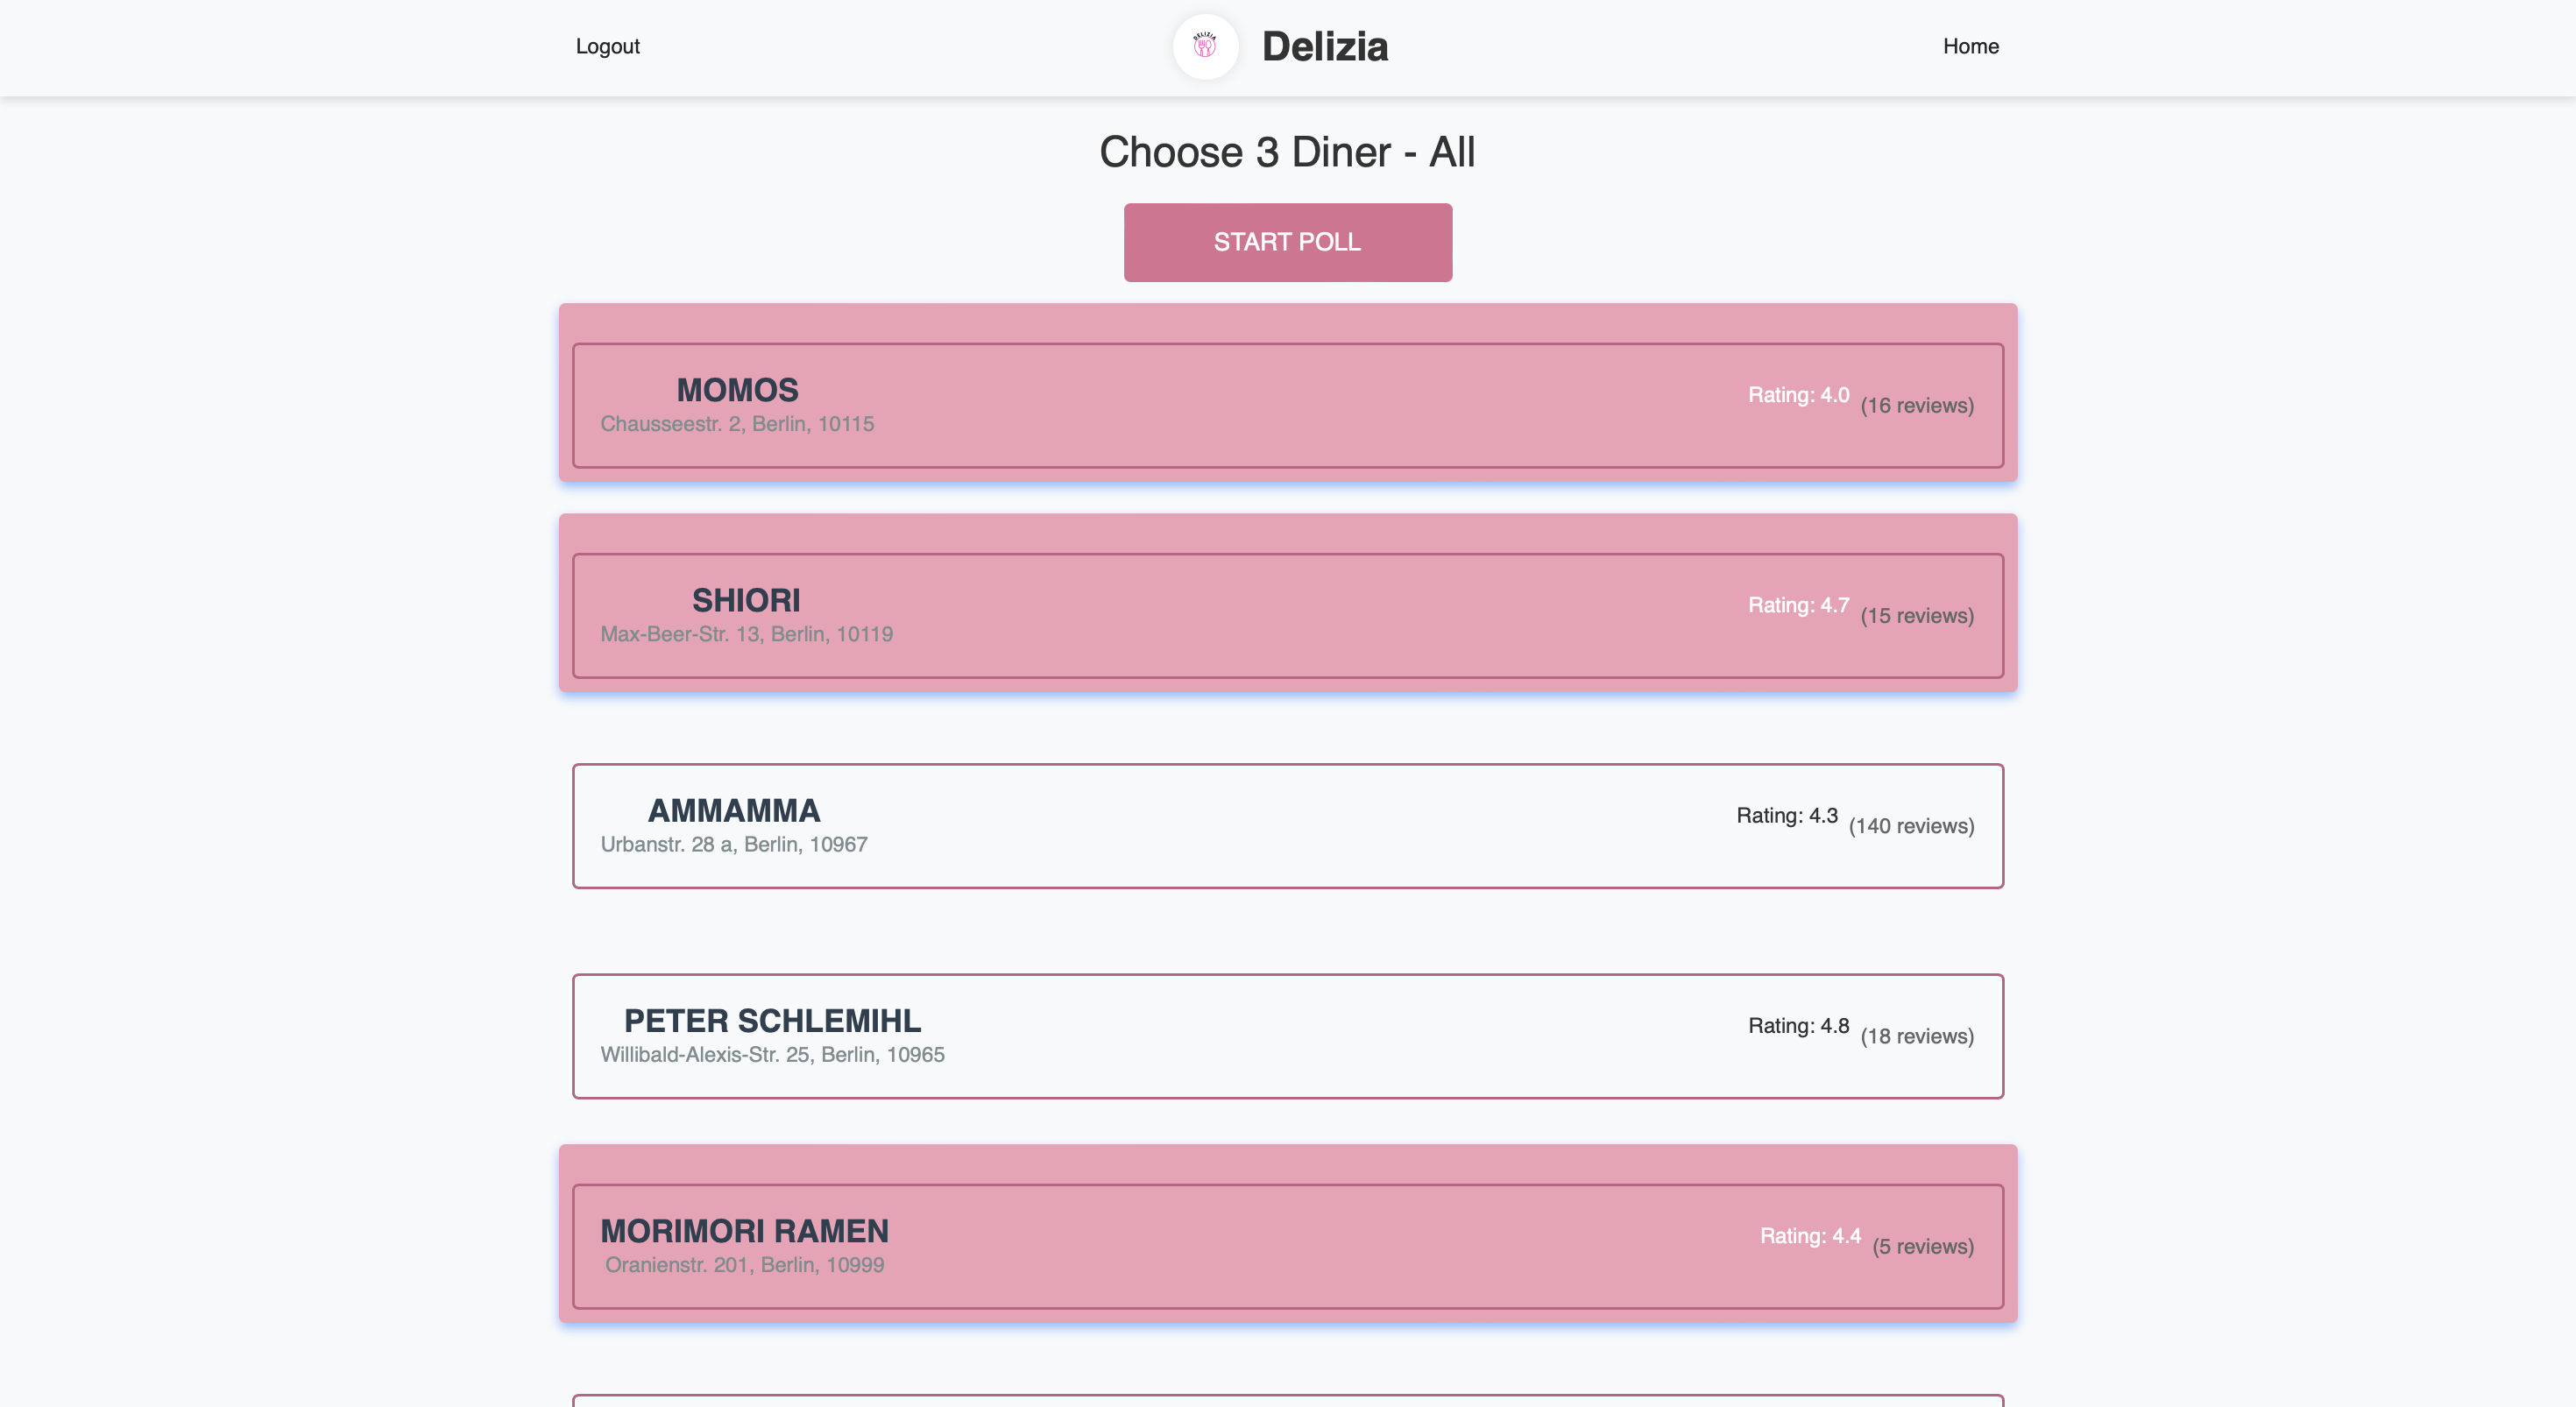 Logout
DELIZIA
Delizia
Home
Choose 3 Diner - All
START POLL
MOMOS
Chausseestr. 2, Berlin, 10115
Rating: 4.0 (16 reviews)
SHIORI
Max-Beer-Str. 13, Berlin, 10119
Rating: 4.7 (15 reviews)
AMMAMMA
Urbanstr. 28 a, Berlin, 10967
Rating: 4.3 (140 reviews)
PETER SCHLEMIHL
Willibald-Alexis-Str. 25, Berlin, 10965
Rating: 4.8 (18 reviews)
MORIMORI RAMEN
Oranienstr. 201, Berlin, 10999
Rating: 4.4 (5 reviews)